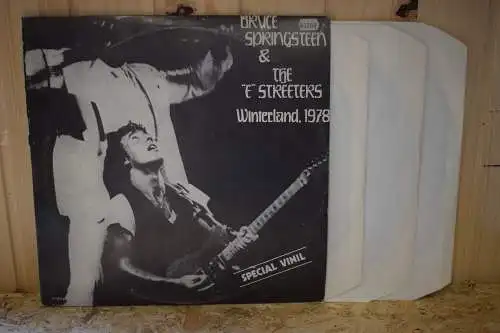 BRUCE
SPRINGSTEEN
&
THE
"E" STREETERS
Winterland, 1978
SPECIAL VINIL